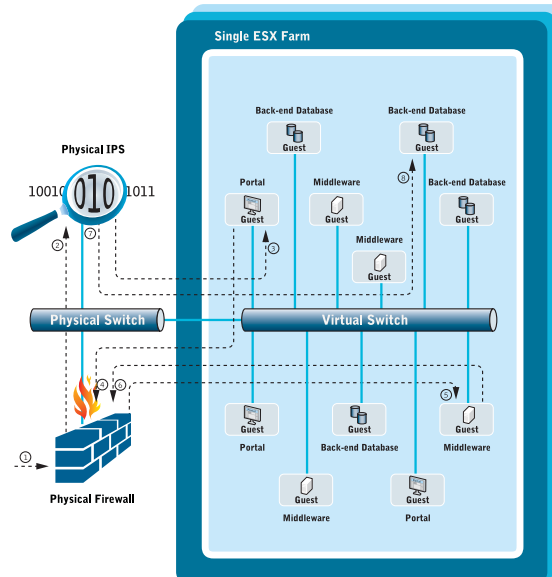 Single ESX Farm
Back-end Database
Guest
Back-end Database
Guest
Physical IPS
10010 010 1011
Portal
Guest
Middleware
Guest
8
Back-end Database
Guest
2
7
3
Middleware
Guest
Physical Switch
Virtual Switch
4
6
5
Guest
Portal
Guest
Back-end Database
Guest
Middleware
1
Physical Firewall
Guest
Middleware
Guest
Portal